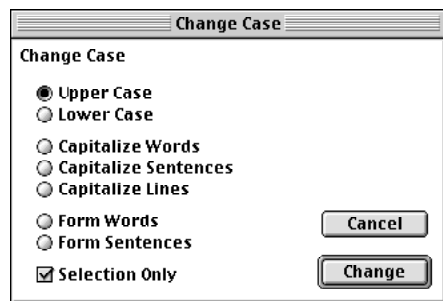 Change Case
Change Case
Upper Case
Lower Case
Capitalize Words
Capitalize Sentences
Capitalize Lines
Form Words
Form Sentences
Selection Only
Cancel
Change